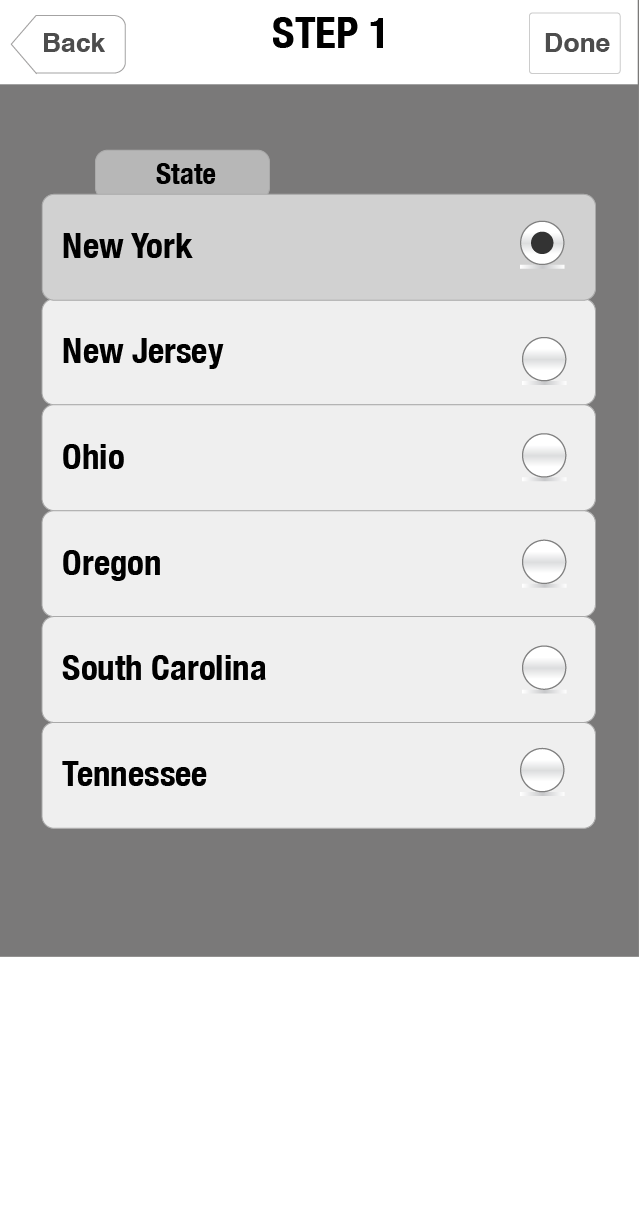 Back
STEP 1
Done
State
New York
New Jersey
Ohio
Oregon
South Carolina
Tennessee